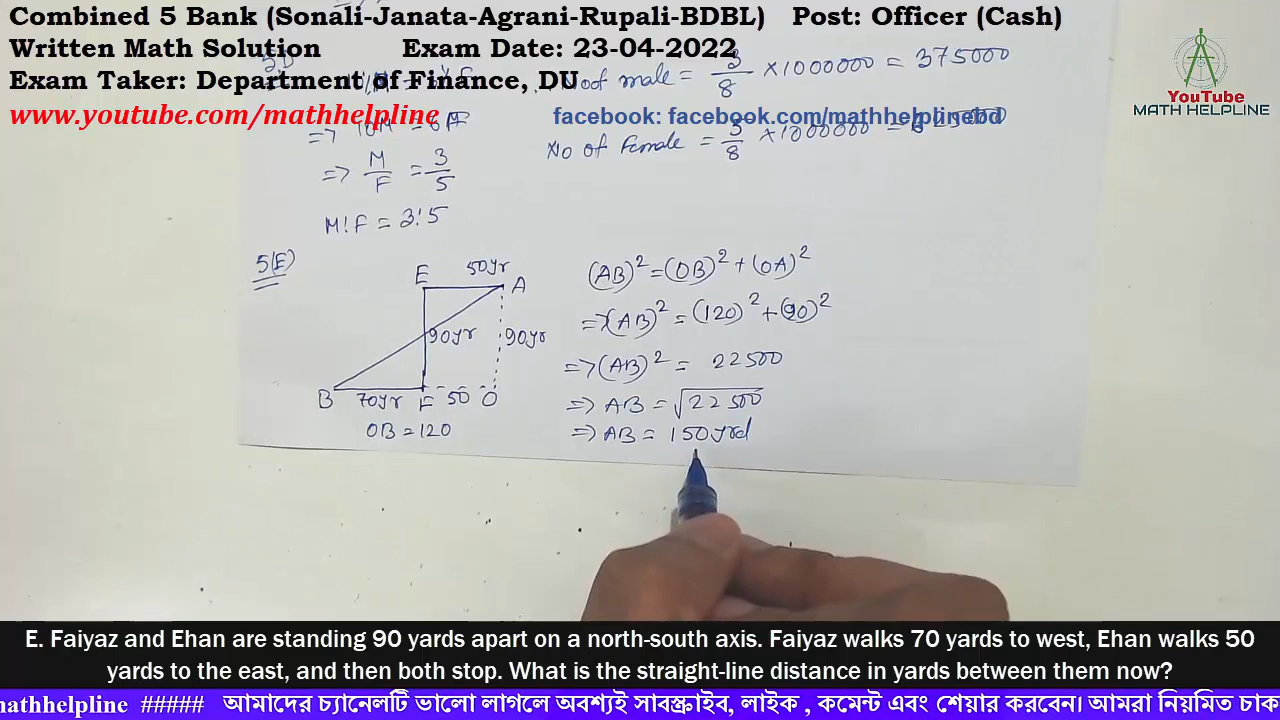 Combined 5 Bank (Sonali-Janata-Agrani-Rupali-BDBL) Post: Officer (Cash)
Written Math Solution Exam Date: 23-04-2022
Exam Taker: Department of Finance, DU
www.youtube.com/mathhelpline facebook: facebook.com/mathhelplinebd
YouTube
MATH HELPLINE
No of male = 3/8 × 1000000 = 375000
=> 10M = 6F
No of Female = 5/8 × 1000000 =
=> M/F = 3/5
M:F = 3:5
5(E)
E 50yr A
90yr 90yr
B 70yr F 50 O
OB = 120
(AB)² = (OB)² + (OA)²
=> (AB)² = (120)² + (90)²
=> (AB)² = 22500
=> AB = √22500
=> AB = 150 yrd
E. Faiyaz and Ehan are standing 90 yards apart on a north-south axis. Faiyaz walks 70 yards to west, Ehan walks 50
yards to the east, and then both stop. What is the straight-line distance in yards between them now?
mathhelpline ##### আমাদের চ্যানেলটি ভালো লাগলে অবশ্যই সাবস্ক্রাইব, লাইক , কমেন্ট এবং শেয়ার করবেন। আমরা নিয়মিত চাক